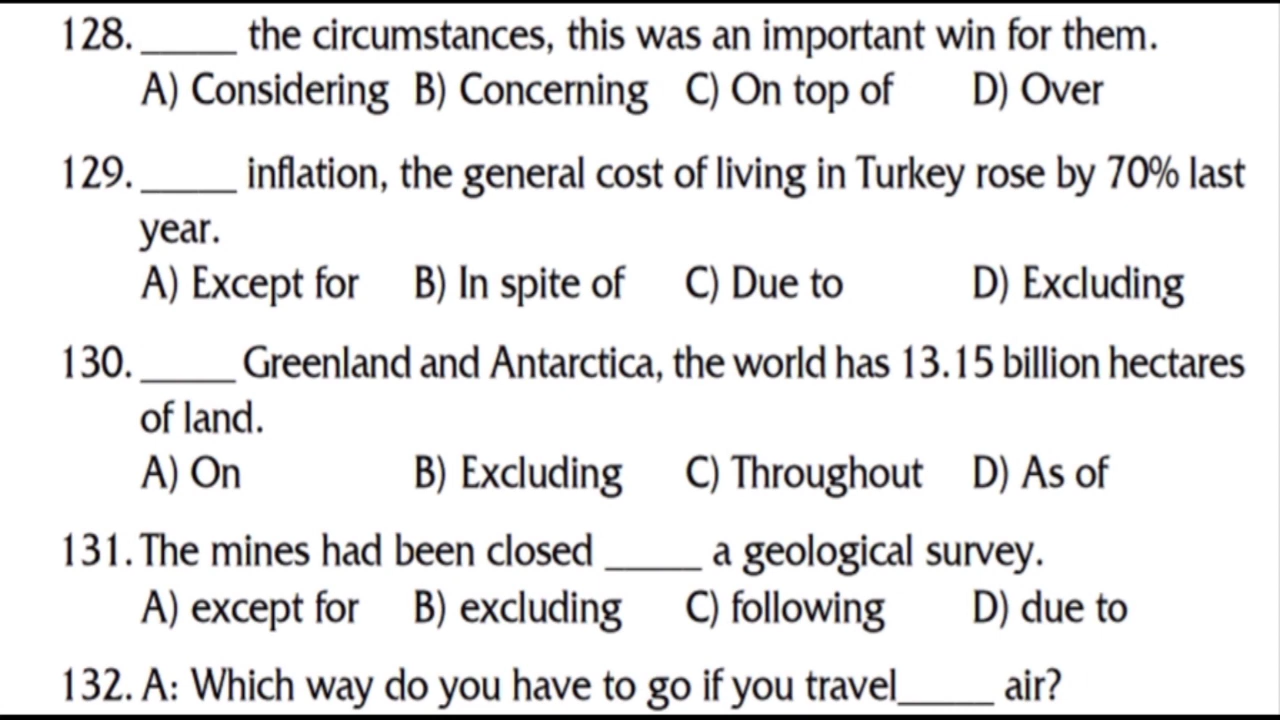 128. _____ the circumstances, this was an important win for them.
A) Considering B) Concerning C) On top of D) Over
129. _____ inflation, the general cost of living in Turkey rose by 70% last
year.
A) Except for B) In spite of C) Due to D) Excluding
130. _____ Greenland and Antarctica, the world has 13.15 billion hectares
of land.
A) On B) Excluding C) Throughout D) As of
131. The mines had been closed _____ a geological survey.
A) except for B) excluding C) following D) due to
132. A: Which way do you have to go if you travel_____ air?